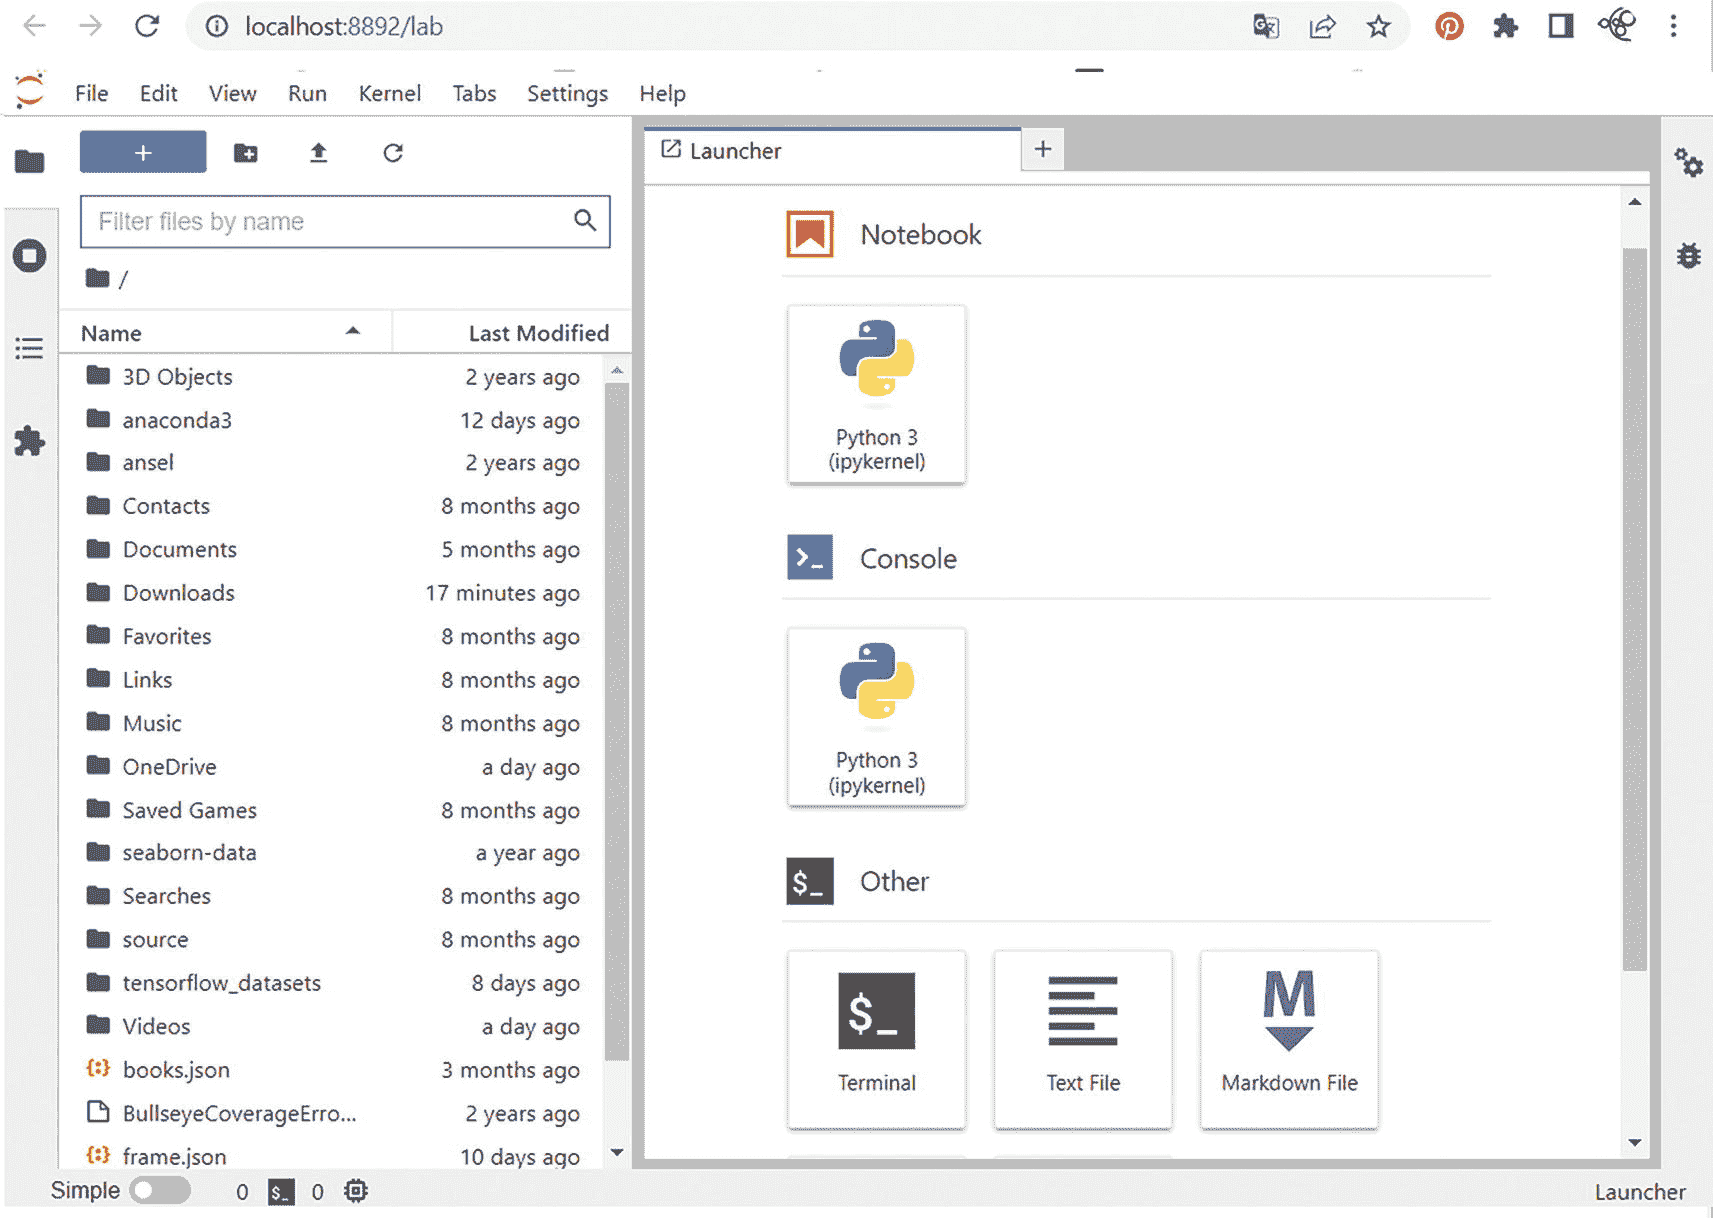 localhost:8892/lab
File Edit View Run Kernel Tabs Settings Help
+
Filter files by name
/
Name Last Modified
3D Objects 2 years ago
anaconda3 12 days ago
ansel 2 years ago
Contacts 8 months ago
Documents 5 months ago
Downloads 17 minutes ago
Favorites 8 months ago
Links 8 months ago
Music 8 months ago
OneDrive a day ago
Saved Games 8 months ago
seaborn-data a year ago
Searches 8 months ago
source 8 months ago
tensorflow_datasets 8 days ago
Videos a day ago
books.json 3 months ago
BullseyeCoverageErro... 2 years ago
frame.json 10 days ago
Launcher +
Notebook
Python 3
(ipykernel)
>_ Console
Python 3
(ipykernel)
$_ Other
$_
Terminal
Text File
M
Markdown File
Simple 0 $_ 0
Launcher